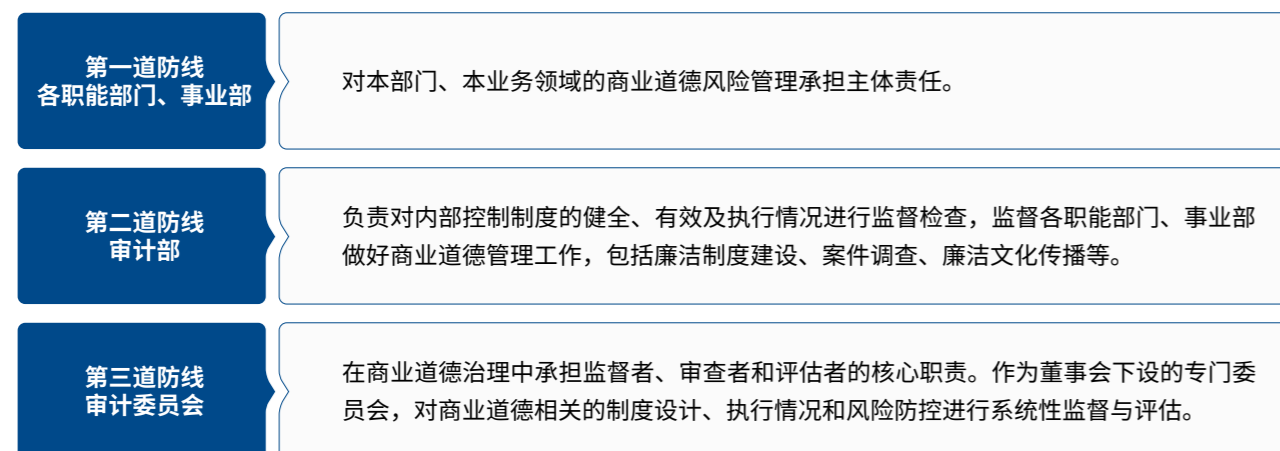 第一道防线
各职能部门、事业部
对本部门、本业务领域的商业道德风险管理承担主体责任。
第二道防线
审计部
负责对内部控制制度的健全、有效及执行情况进行监督检查，监督各职能部门、事业部
做好商业道德管理工作，包括廉洁制度建设、案件调查、廉洁文化传播等。
第三道防线
审计委员会
在商业道德治理中承担监督者、审查者和评估者的核心职责。作为董事会下设的专门委
员会，对商业道德相关的制度设计、执行情况和风险防控进行系统性监督与评估。